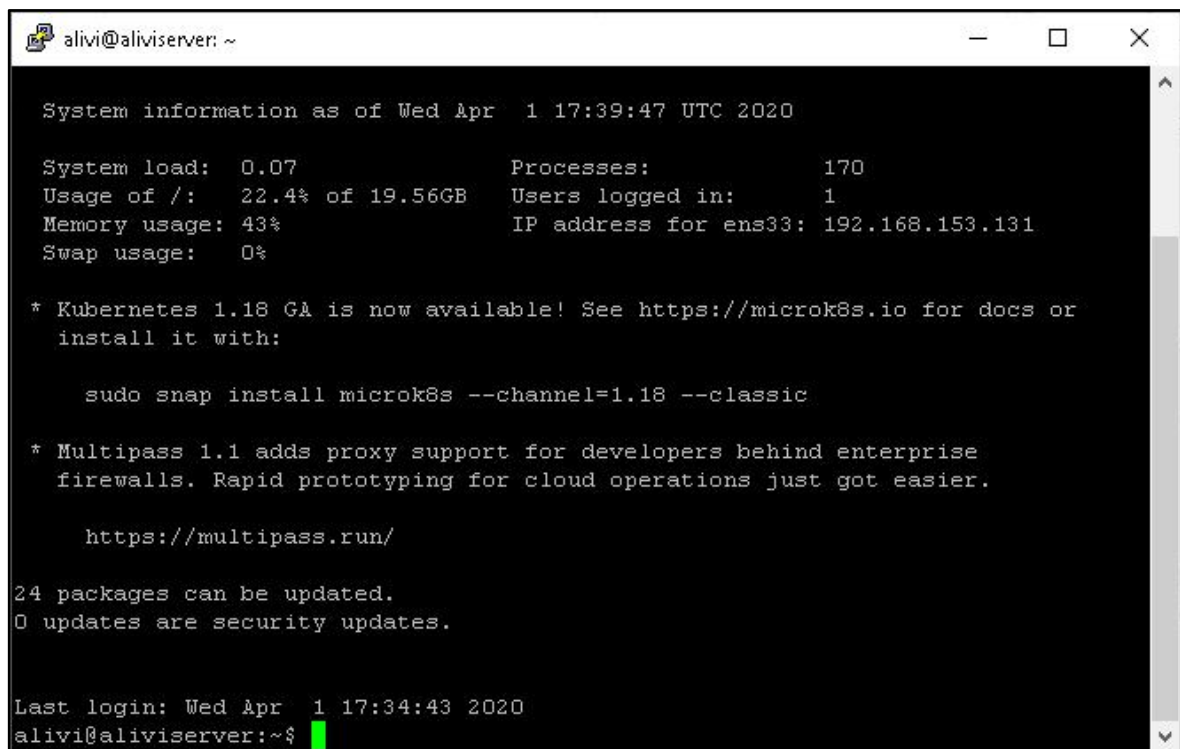 alivi@aliviserver: ~
System information as of Wed Apr  1 17:39:47 UTC 2020
System load:  0.07               Processes:            170
Usage of /:   22.4% of 19.56GB   Users logged in:      1
Memory usage: 43%                IP address for ens33: 192.168.153.131
Swap usage:   0%
* Kubernetes 1.18 GA is now available! See https://microk8s.io for docs or
install it with:
sudo snap install microk8s --channel=1.18 --classic
* Multipass 1.1 adds proxy support for developers behind enterprise
firewalls. Rapid prototyping for cloud operations just got easier.
https://multipass.run/
24 packages can be updated.
0 updates are security updates.
Last login: Wed Apr  1 17:34:43 2020
alivi@aliviserver:~$